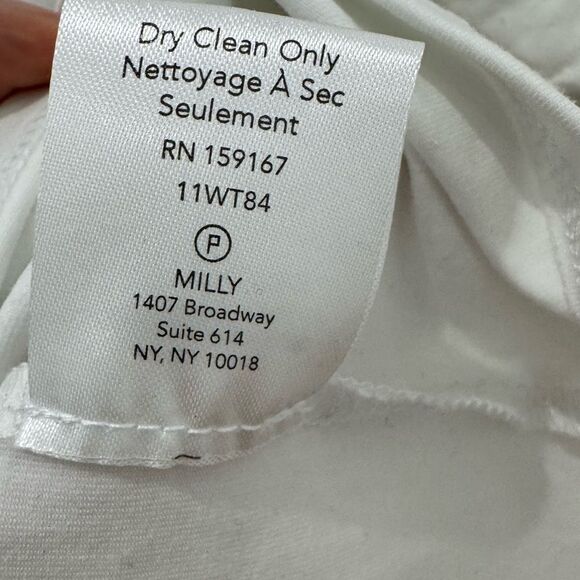 Dry Clean Only
Nettoyage À Sec
Seulement
RN 159167
11WT84
P
MILLY
1407 Broadway
Suite 614
NY, NY 10018